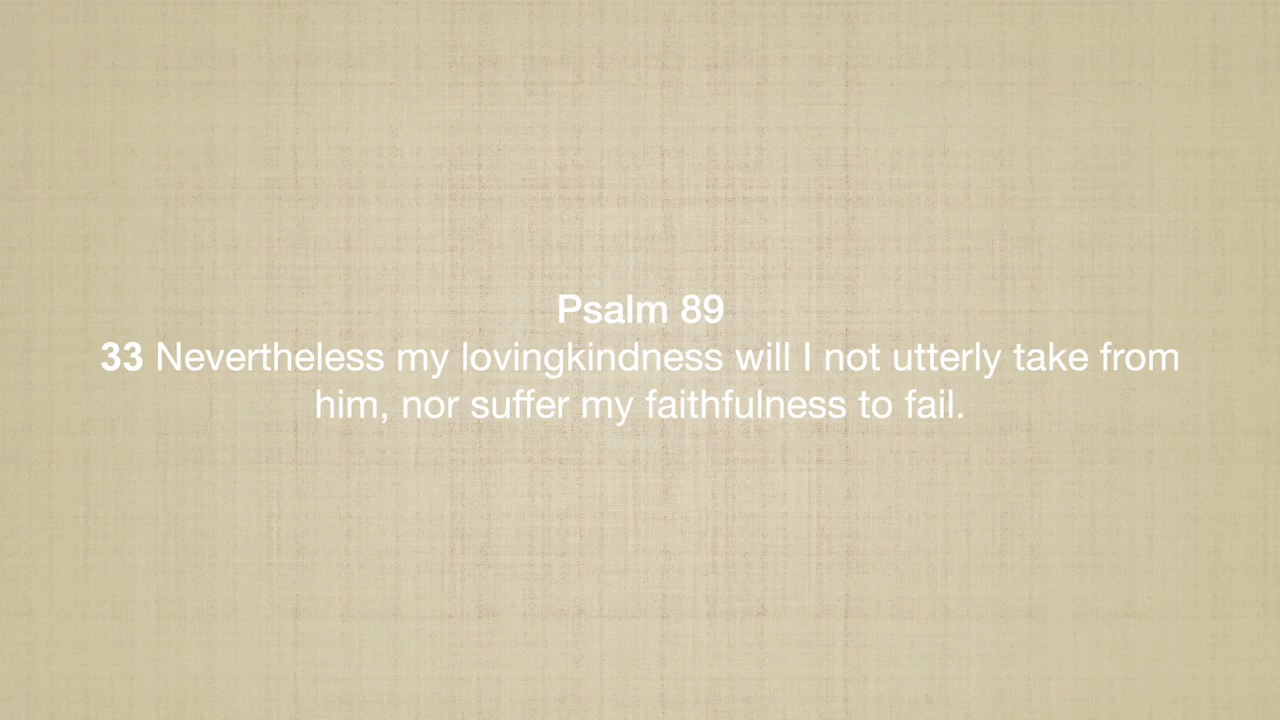 Psalm 89
33 Nevertheless my lovingkindness will I not utterly take from
him, nor suffer my faithfulness to fail.